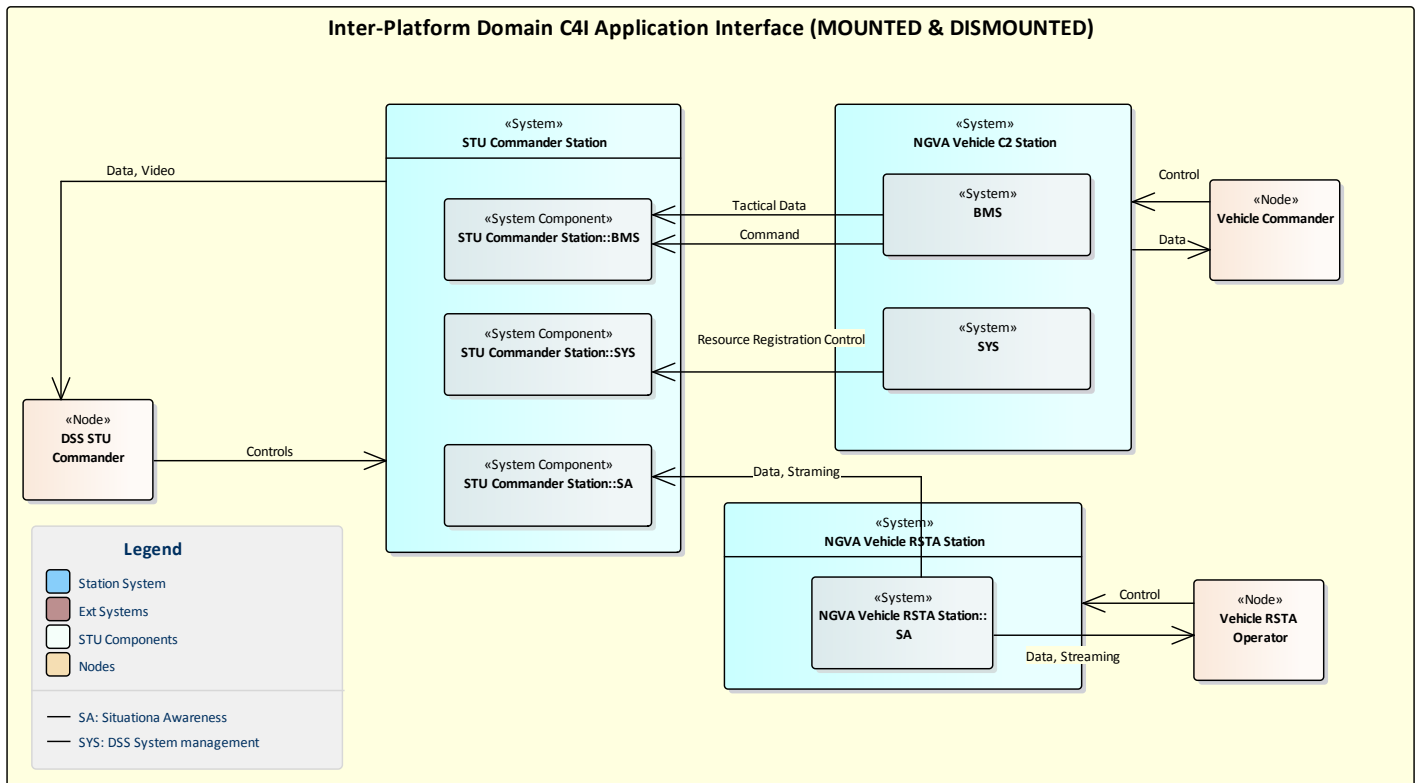 Inter-Platform Domain C4I Application Interface (MOUNTED & DISMOUNTED)
«System»
STU Commander Station
Data, Video
«System Component»
STU Commander Station::BMS
«System Component»
STU Commander Station::SYS
«System Component»
STU Commander Station::SA
Tactical Data
Command
Resource Registration Control
Data, Straming
«System»
NGVA Vehicle C2 Station
«System»
BMS
«System»
SYS
Control
Data
«Node»
Vehicle Commander
«Node»
DSS STU
Commander
Controls
«System»
NGVA Vehicle RSTA Station
«System»
NGVA Vehicle RSTA Station::
SA
Control
Data, Streaming
«Node»
Vehicle RSTA
Operator
Legend
Station System
Ext Systems
STU Components
Nodes
SA: Situationa Awareness
SYS: DSS System management